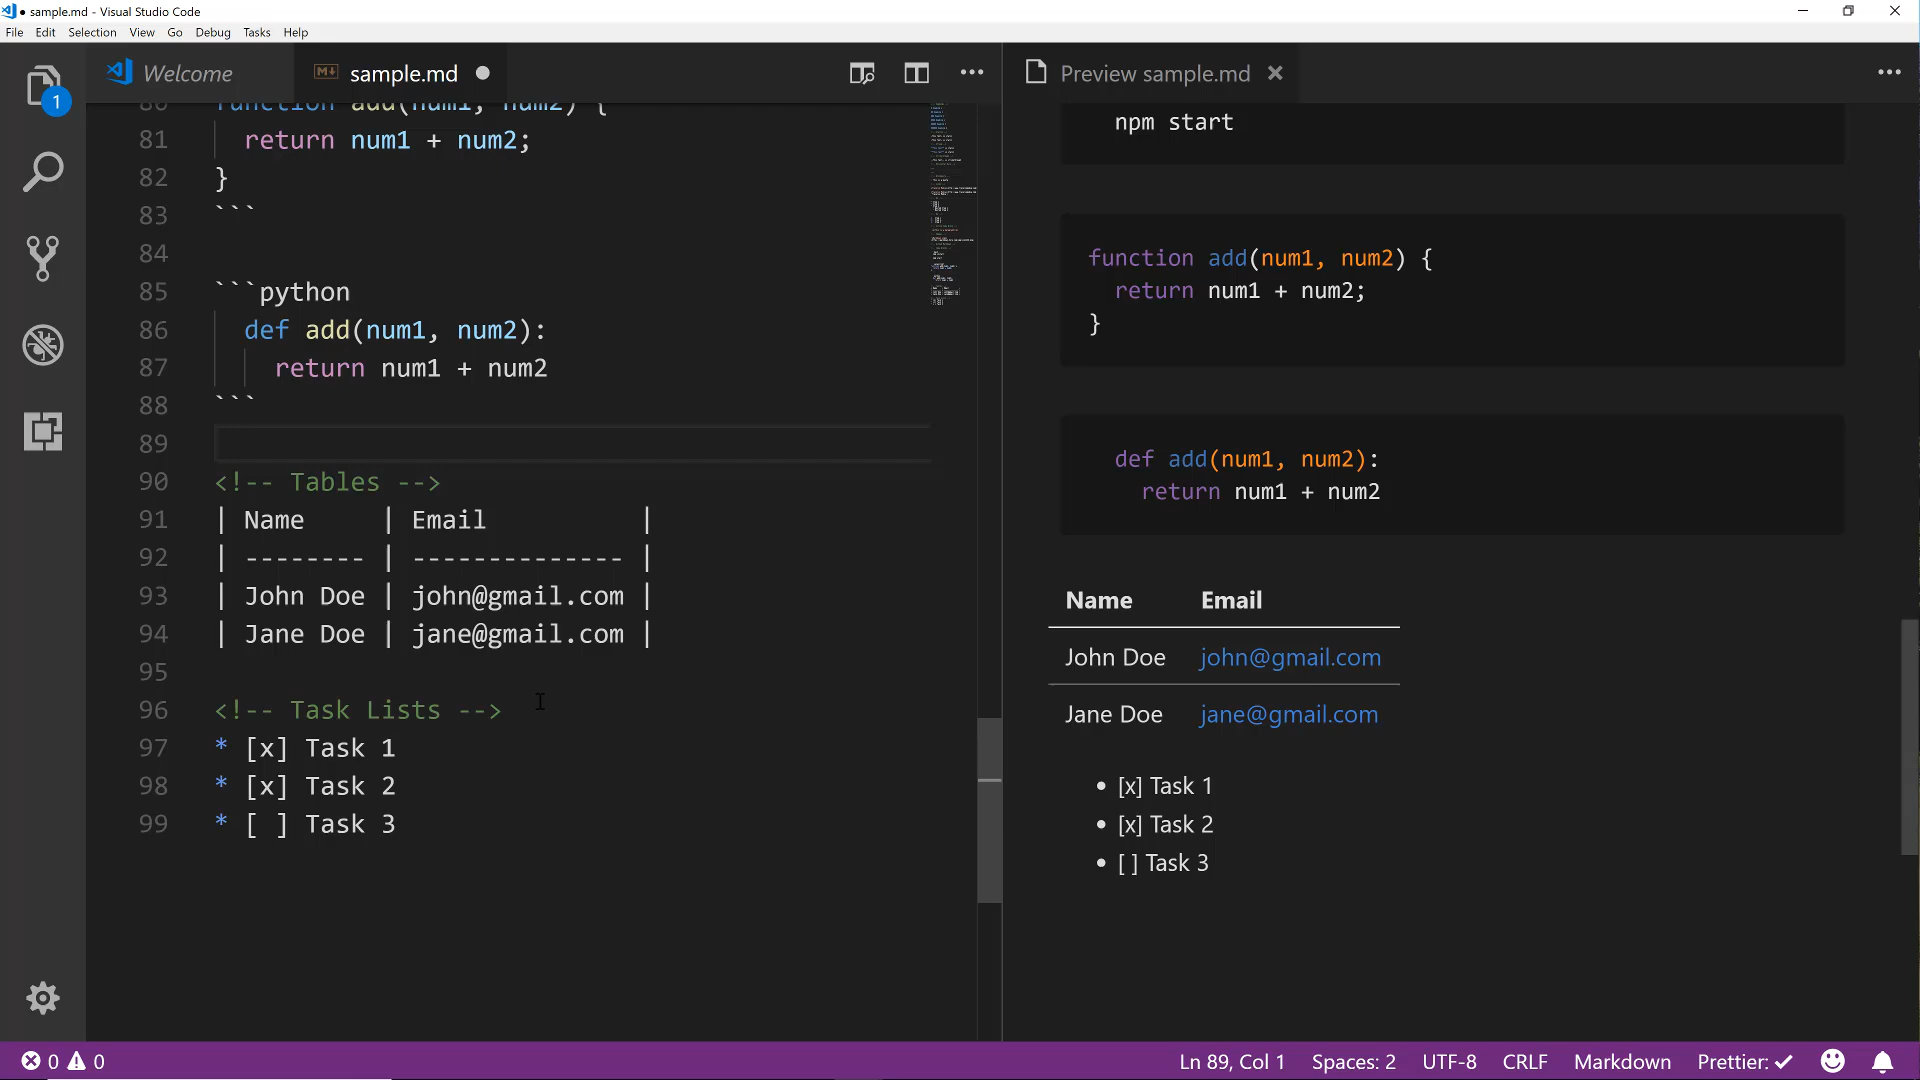 sample.md - Visual Studio Code
File Edit Selection View Go Debug Tasks Help
Welcome
sample.md
Preview sample.md
1
80 function add(num1, num2) {
81 return num1 + num2;
82 }
83 ```
84
85 ```python
86 def add(num1, num2):
87 return num1 + num2
88 ```
89
90 <!-- Tables -->
91 | Name | Email |
92 | -------- | -------------- |
93 | John Doe | john@gmail.com |
94 | Jane Doe | jane@gmail.com |
95
96 <!-- Task Lists -->
97 * [x] Task 1
98 * [x] Task 2
99 * [ ] Task 3
npm start
function add(num1, num2) {
return num1 + num2;
}
def add(num1, num2):
return num1 + num2
Name Email
John Doe john@gmail.com
Jane Doe jane@gmail.com
• [x] Task 1
• [x] Task 2
• [ ] Task 3
0 0
Ln 89, Col 1 Spaces: 2 UTF-8 CRLF Markdown Prettier: ✓